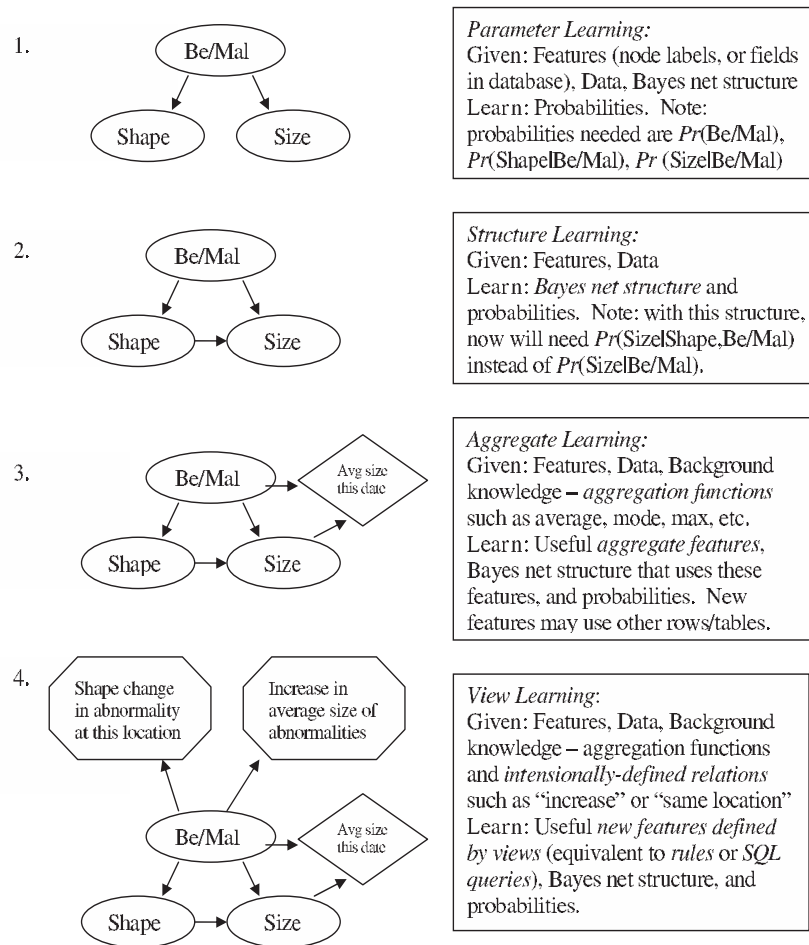 1.
Be/Mal
Shape
Size
Parameter Learning:
Given: Features (node labels, or fields
in database), Data, Bayes net structure
Learn: Probabilities. Note:
probabilities needed are Pr(Be/Mal),
Pr(Shape|Be/Mal), Pr (Size|Be/Mal)
2.
Be/Mal
Shape
Size
Structure Learning:
Given: Features, Data
Learn: Bayes net structure and
probabilities. Note: with this structure,
now will need Pr(Size|Shape,Be/Mal)
instead of Pr(Size|Be/Mal).
3.
Be/Mal
Avg size
this date
Shape
Size
Aggregate Learning:
Given: Features, Data, Background
knowledge – aggregation functions
such as average, mode, max, etc.
Learn: Useful aggregate features,
Bayes net structure that uses these
features, and probabilities. New
features may use other rows/tables.
4.
Shape change
in abnormality
at this location
Increase in
average size of
abnormalities
Be/Mal
Avg size
this date
Shape
Size
View Learning:
Given: Features, Data, Background
knowledge – aggregation functions
and intensionally-defined relations
such as “increase” or “same location”
Learn: Useful new features defined
by views (equivalent to rules or SQL
queries), Bayes net structure, and
probabilities.